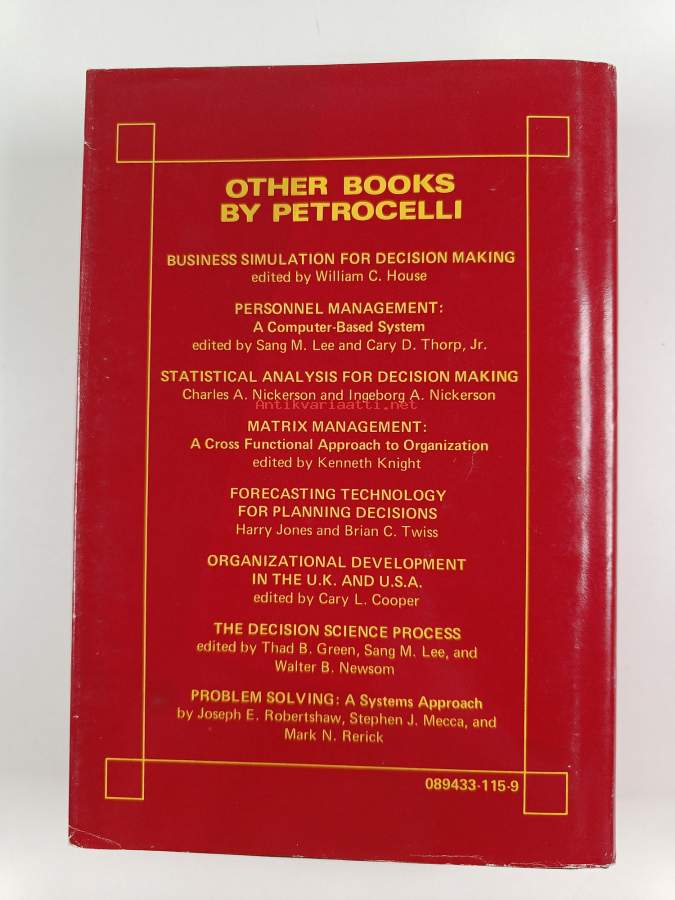 OTHER BOOKS
BY PETROCELLI
BUSINESS SIMULATION FOR DECISION MAKING
edited by William C. House
PERSONNEL MANAGEMENT:
A Computer-Based System
edited by Sang M. Lee and Cary D. Thorp, Jr.
STATISTICAL ANALYSIS FOR DECISION MAKING
Charles A. Nickerson and Ingeborg A. Nickerson
Antikvariaatti.net
MATRIX MANAGEMENT:
A Cross Functional Approach to Organization
edited by Kenneth Knight
FORECASTING TECHNOLOGY
FOR PLANNING DECISIONS
Harry Jones and Brian C. Twiss
ORGANIZATIONAL DEVELOPMENT
IN THE U.K. AND U.S.A.
edited by Cary L. Cooper
THE DECISION SCIENCE PROCESS
edited by Thad B. Green, Sang M. Lee, and
Walter B. Newsom
PROBLEM SOLVING: A Systems Approach
by Joseph E. Robertshaw, Stephen J. Mecca, and
Mark N. Rerick
089433-115-9